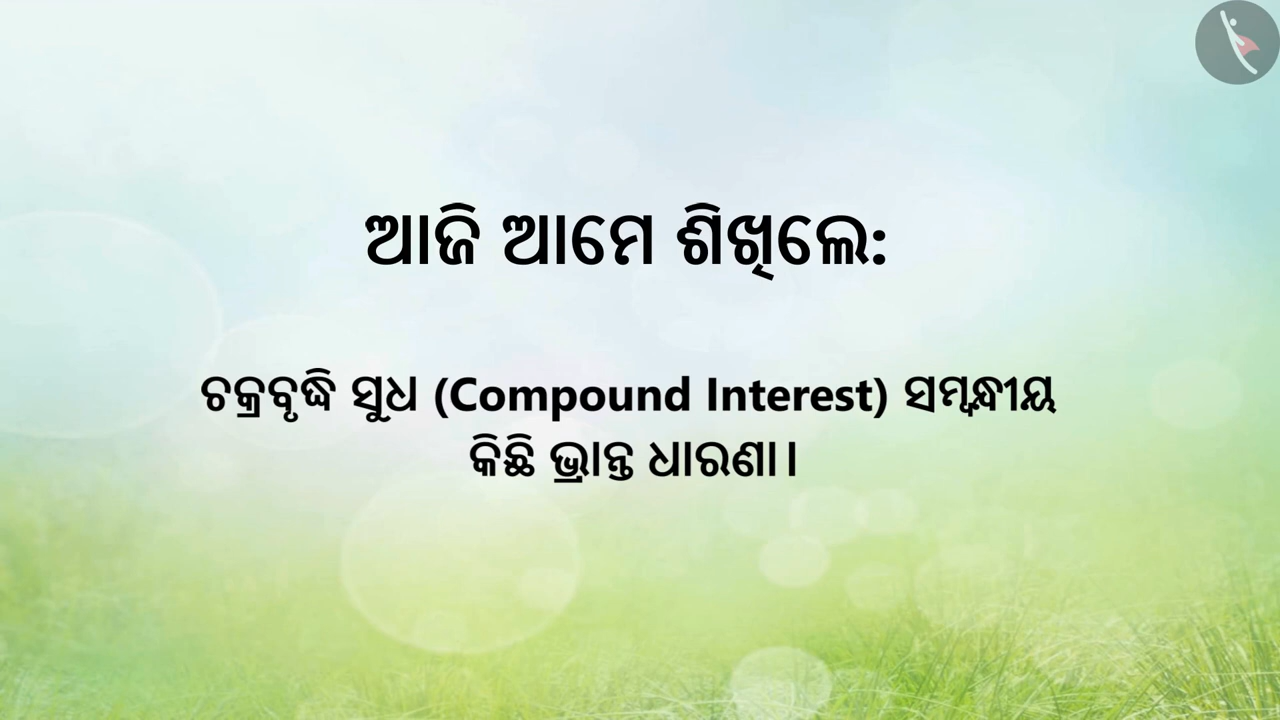 ଆଜି ଆମେ ଶିଖିଲେ:
ଚକ୍ରବୃଦ୍ଧି ସୁଧ (Compound Interest) ସମ୍ବନ୍ଧୀୟ
କିଛି ଭ୍ରାନ୍ତ ଧାରଣା।